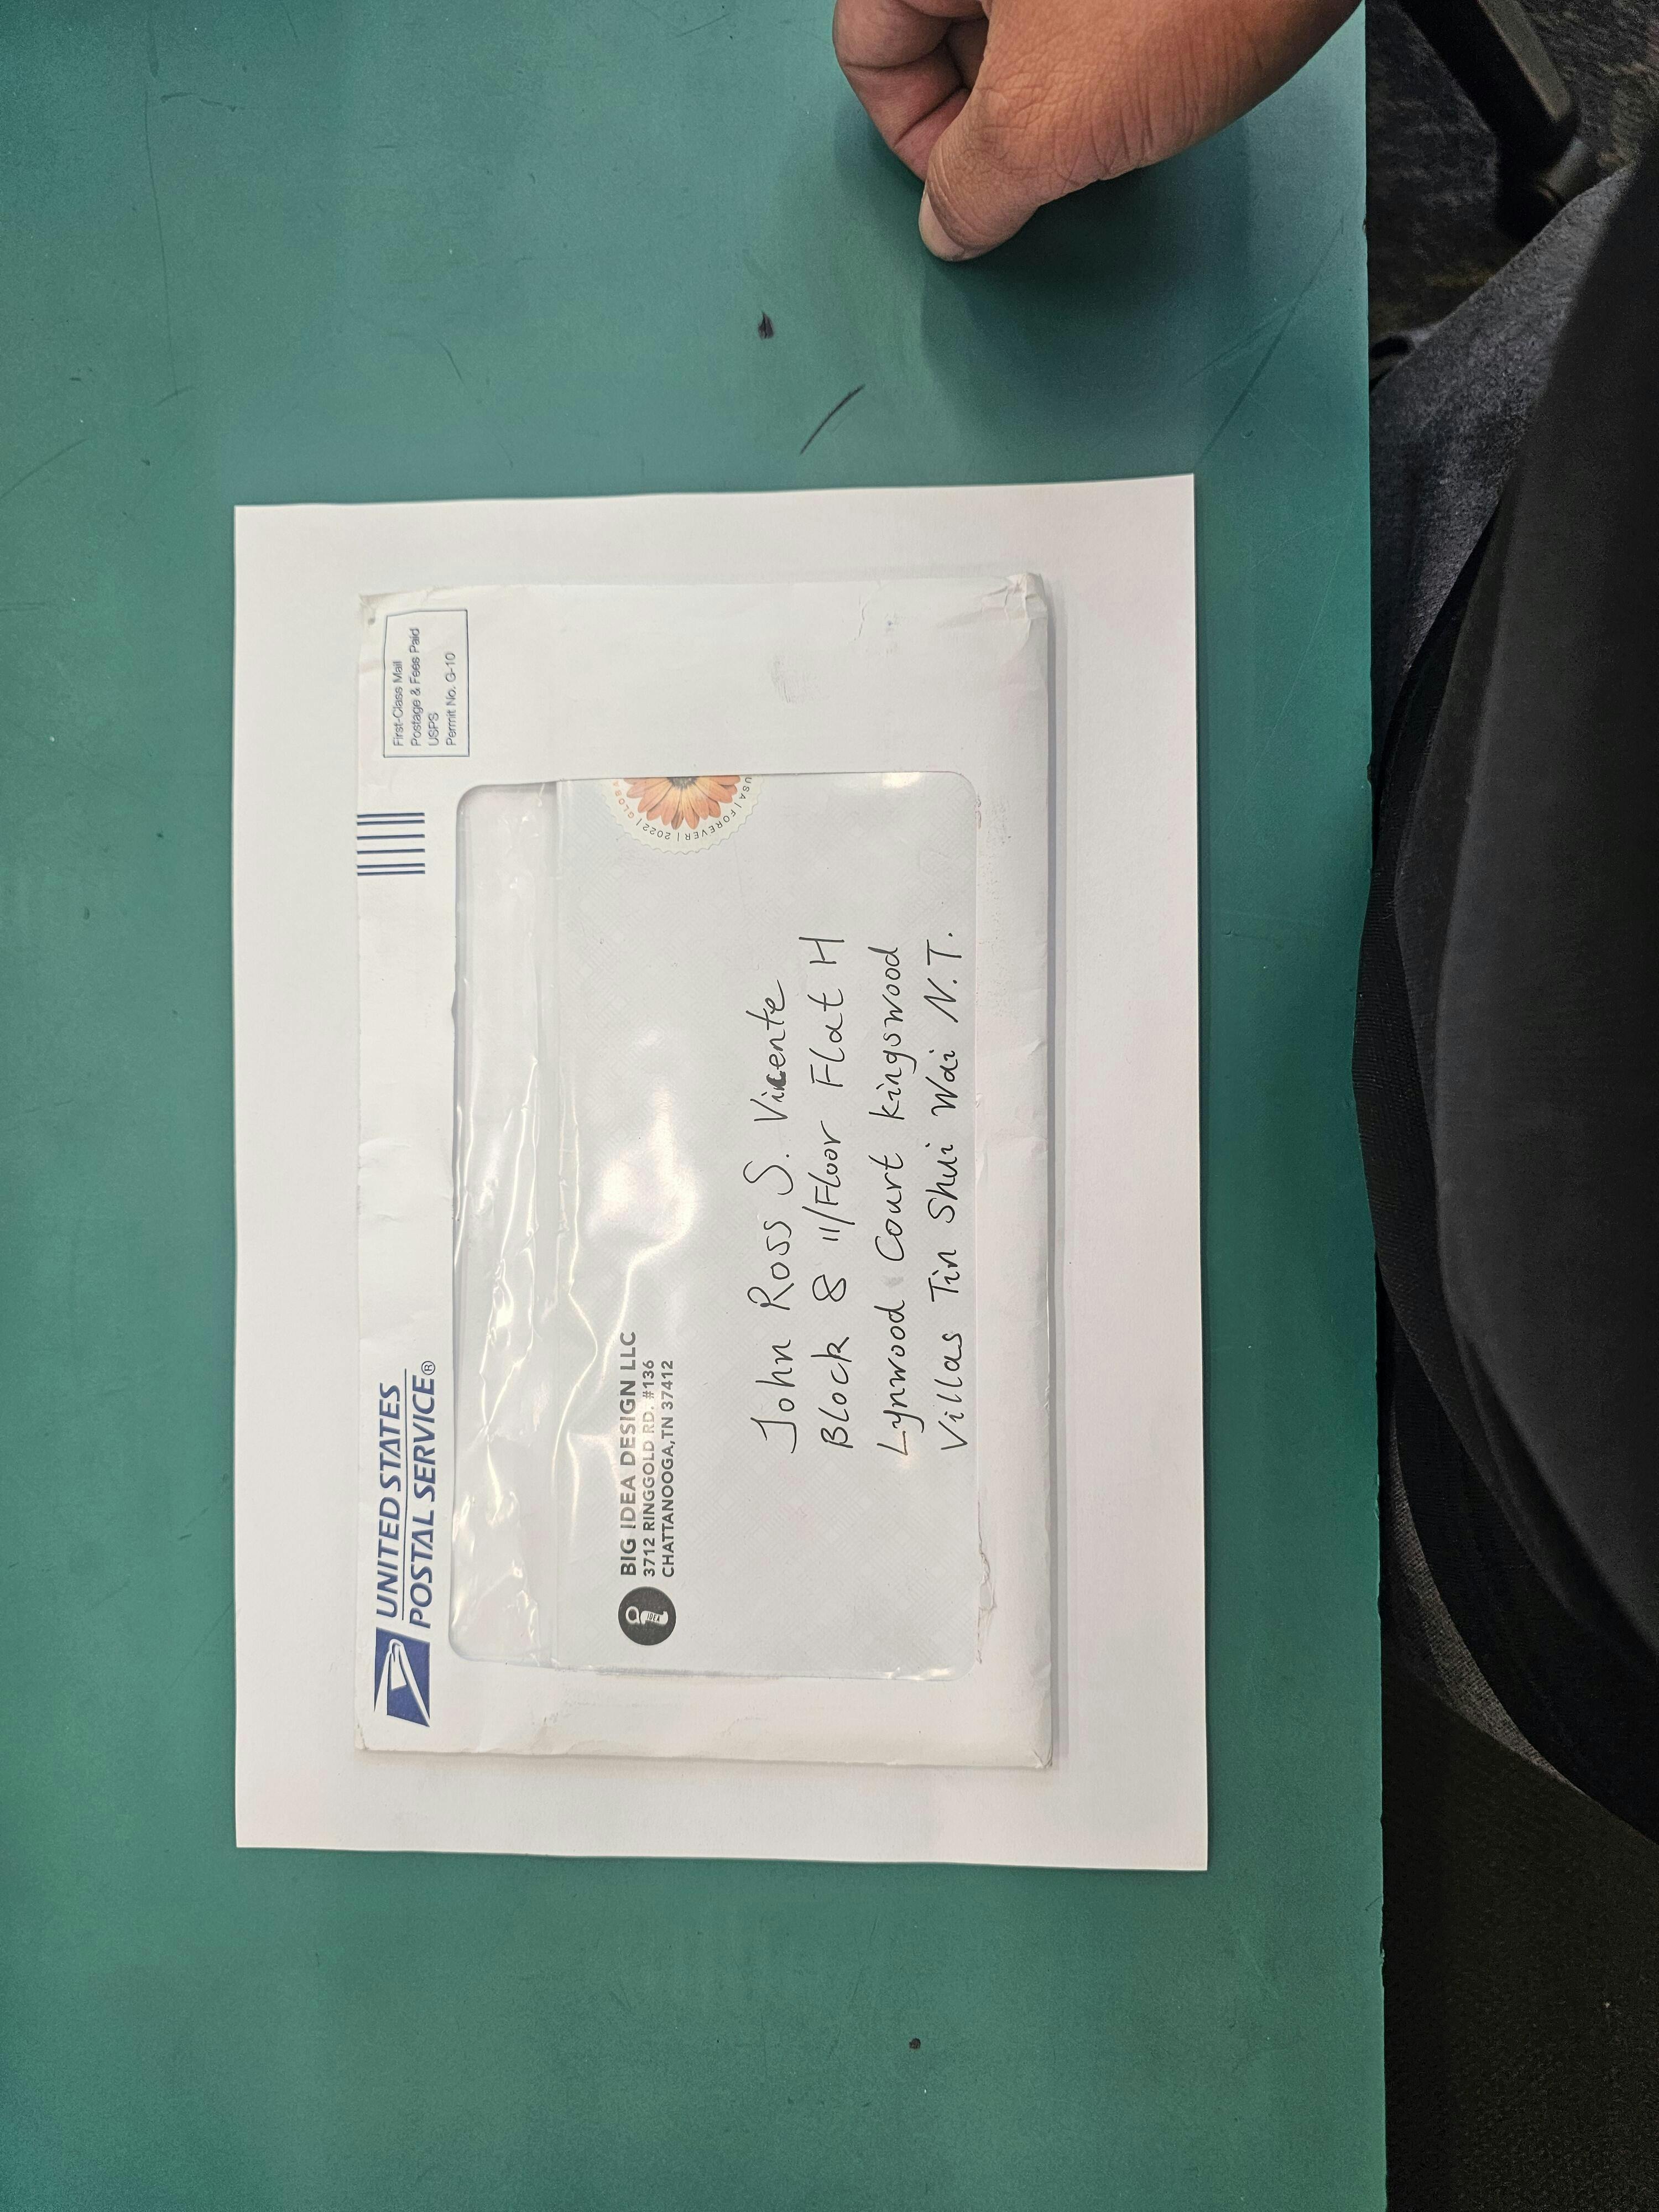 UNITED STATES
POSTAL SERVICE®
First-Class Mail
Postage & Fees Paid
USPS
Permit No. G-10
USA | FOREVER | 2022 |
IDEA
BIG IDEA DESIGN LLC
3712 RINGGOLD RD. #136
CHATTANOOGA, TN 37412
John Ross S. Vicente
Block 8 11/Floor Flat H
Lynwood Court kingswood
Villas Tin Shui Wai N.T.